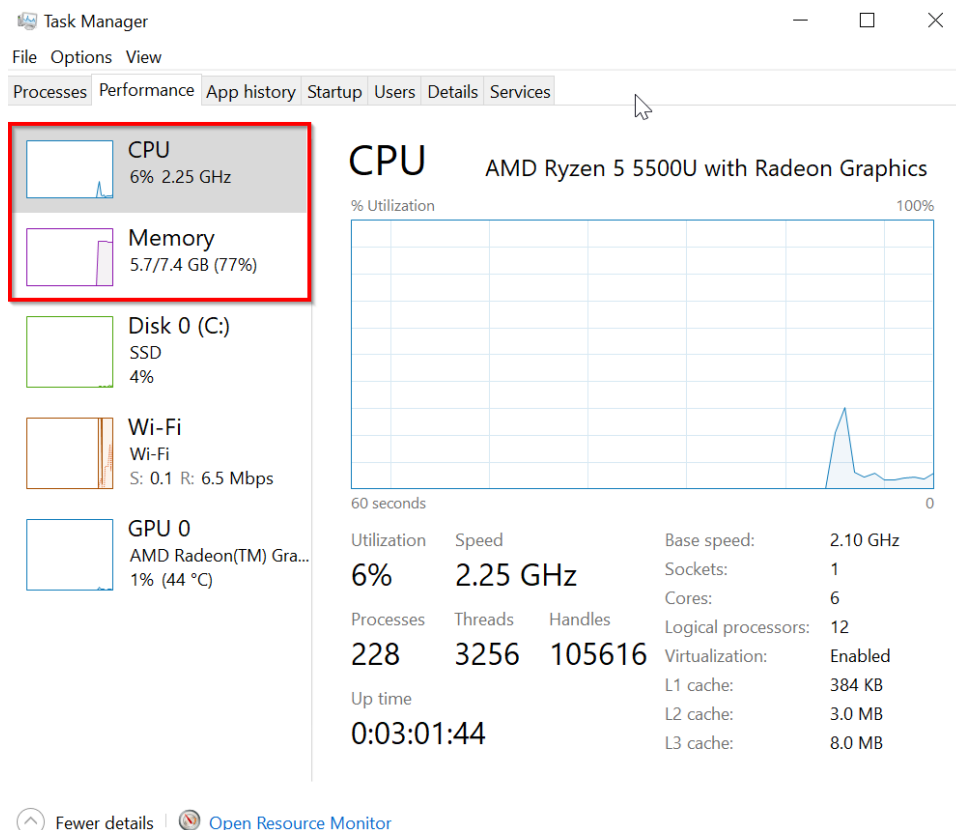 Task Manager
File Options View
Processes Performance App history Startup Users Details Services
CPU
6% 2.25 GHz
Memory
5.7/7.4 GB (77%)
Disk 0 (C:)
SSD
4%
Wi-Fi
Wi-Fi
S: 0.1 R: 6.5 Mbps
GPU 0
AMD Radeon(TM) Gra...
1% (44 °C)
CPU AMD Ryzen 5 5500U with Radeon Graphics
% Utilization 100%
60 seconds 0
Utilization Speed
6% 2.25 GHz
Processes Threads Handles
228 3256 105616
Up time
0:03:01:44
Base speed: 2.10 GHz
Sockets: 1
Cores: 6
Logical processors: 12
Virtualization: Enabled
L1 cache: 384 KB
L2 cache: 3.0 MB
L3 cache: 8.0 MB
Fewer details Open Resource Monitor